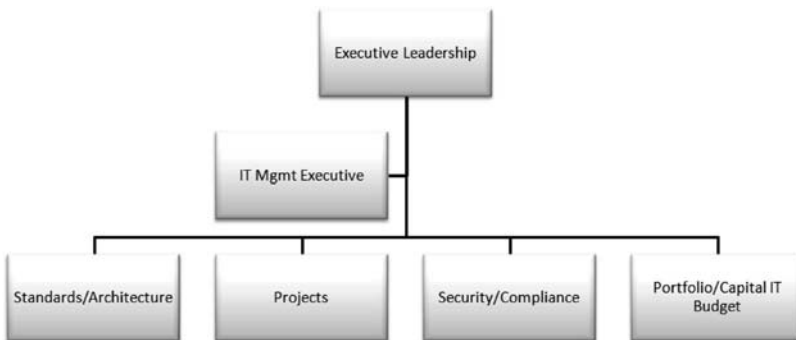 Executive Leadership
IT Mgmt Executive
Standards/Architecture
Projects
Security/Compliance
Portfolio/Capital IT
Budget